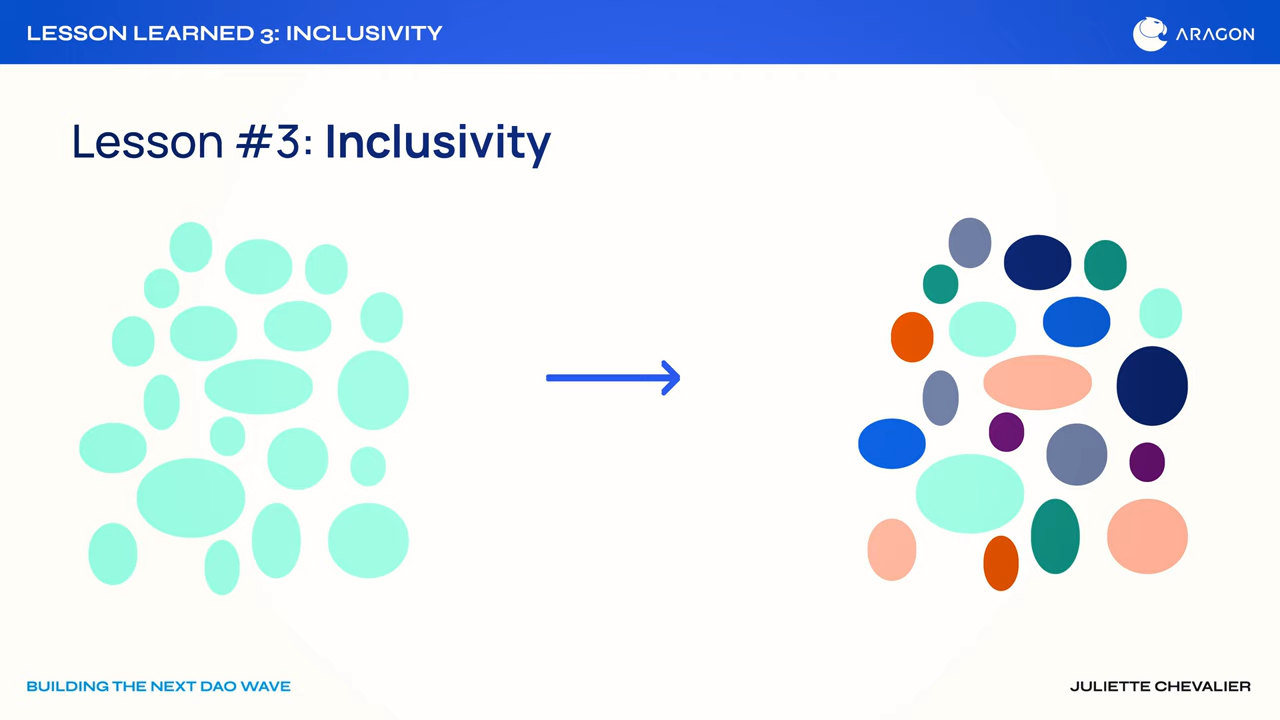 LESSON LEARNED 3: INCLUSIVITY
ARAGON
Lesson #3: Inclusivity
BUILDING THE NEXT DAO WAVE
JULIETTE CHEVALIER